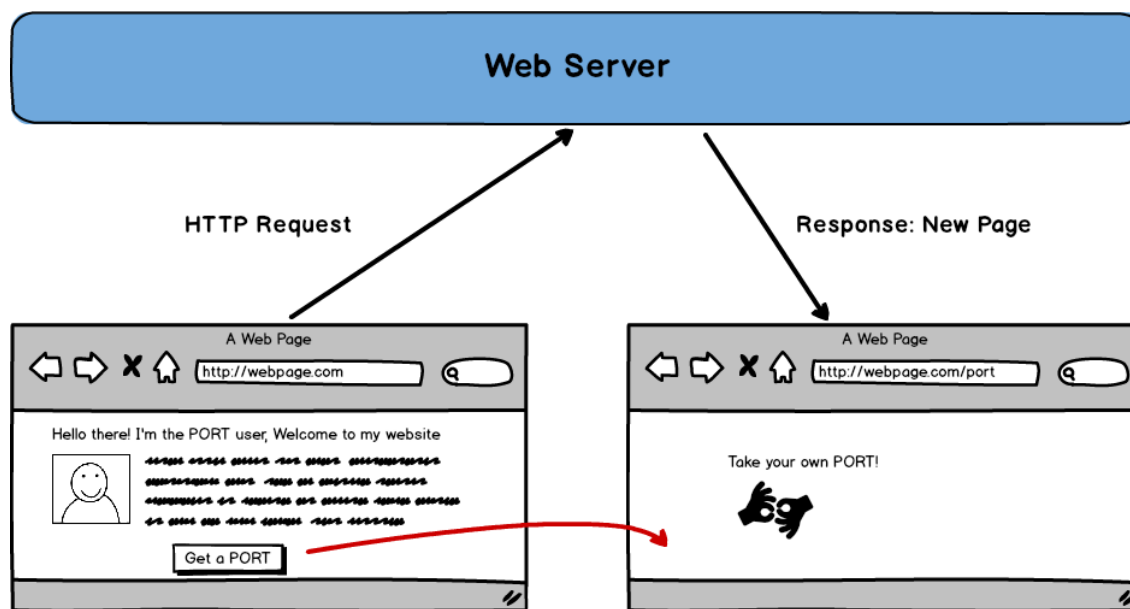 Web Server
HTTP Request
Response: New Page
A Web Page
http://webpage.com
Hello there! I'm the PORT user, Welcome to my website
Get a PORT
A Web Page
http://webpage.com/port
Take your own PORT!